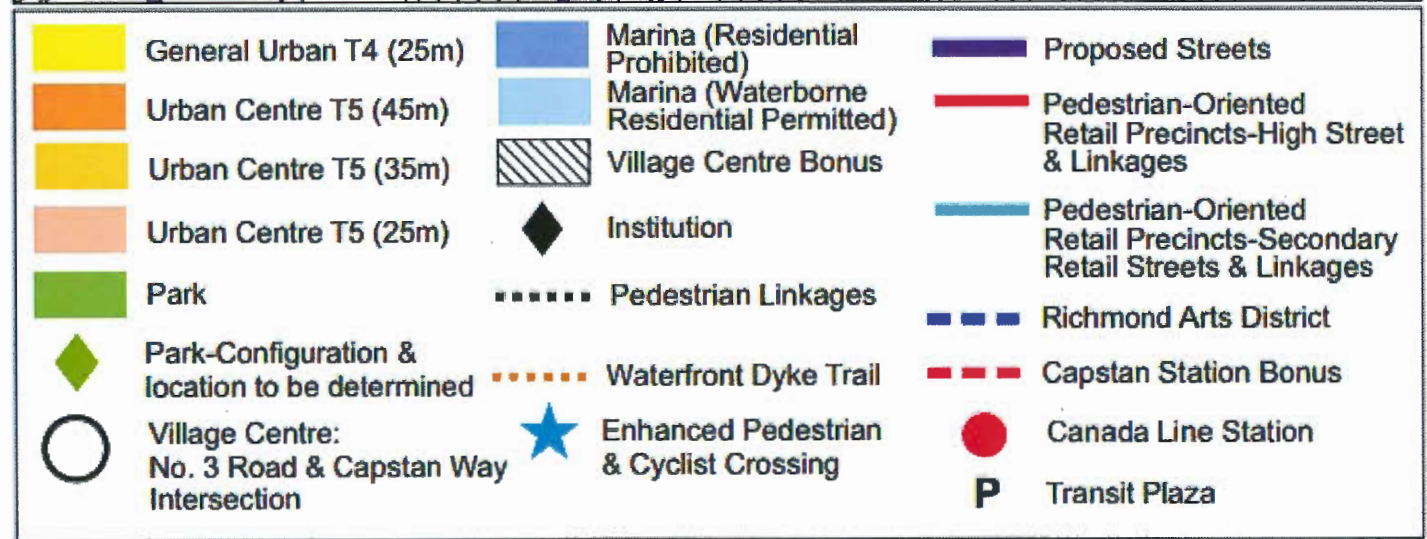 General Urban T4 (25m)
Urban Centre T5 (45m)
Urban Centre T5 (35m)
Urban Centre T5 (25m)
Park
Park-Configuration &
location to be determined
Village Centre:
No. 3 Road & Capstan Way
Intersection
Marina (Residential
Prohibited)
Marina (Waterborne
Residential Permitted)
Village Centre Bonus
Institution
Pedestrian Linkages
Waterfront Dyke Trail
Enhanced Pedestrian
& Cyclist Crossing
Proposed Streets
Pedestrian-Oriented
Retail Precincts-High Street
& Linkages
Pedestrian-Oriented
Retail Precincts-Secondary
Retail Streets & Linkages
Richmond Arts District
Capstan Station Bonus
Canada Line Station
P Transit Plaza